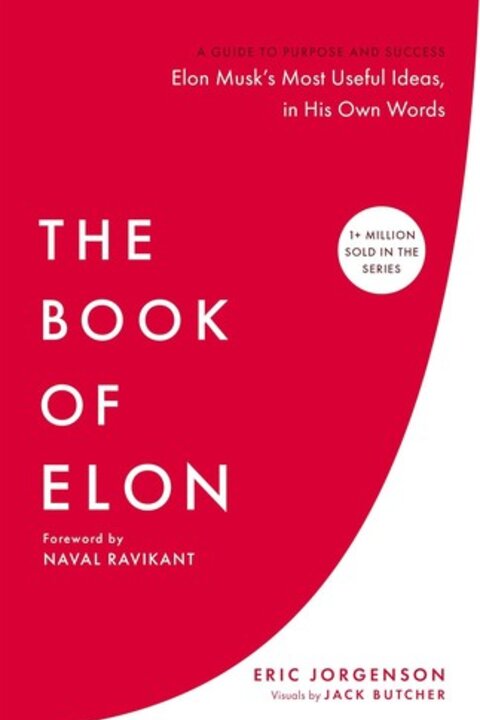 A GUIDE TO PURPOSE AND SUCCESS
Elon Musk's Most Useful Ideas,
in His Own Words
THE
BOOK
OF
ELON
1+ MILLION
SOLD IN THE
SERIES
Foreword by
NAVAL RAVIKANT
ERIC JORGENSON
Visuals by JACK BUTCHER